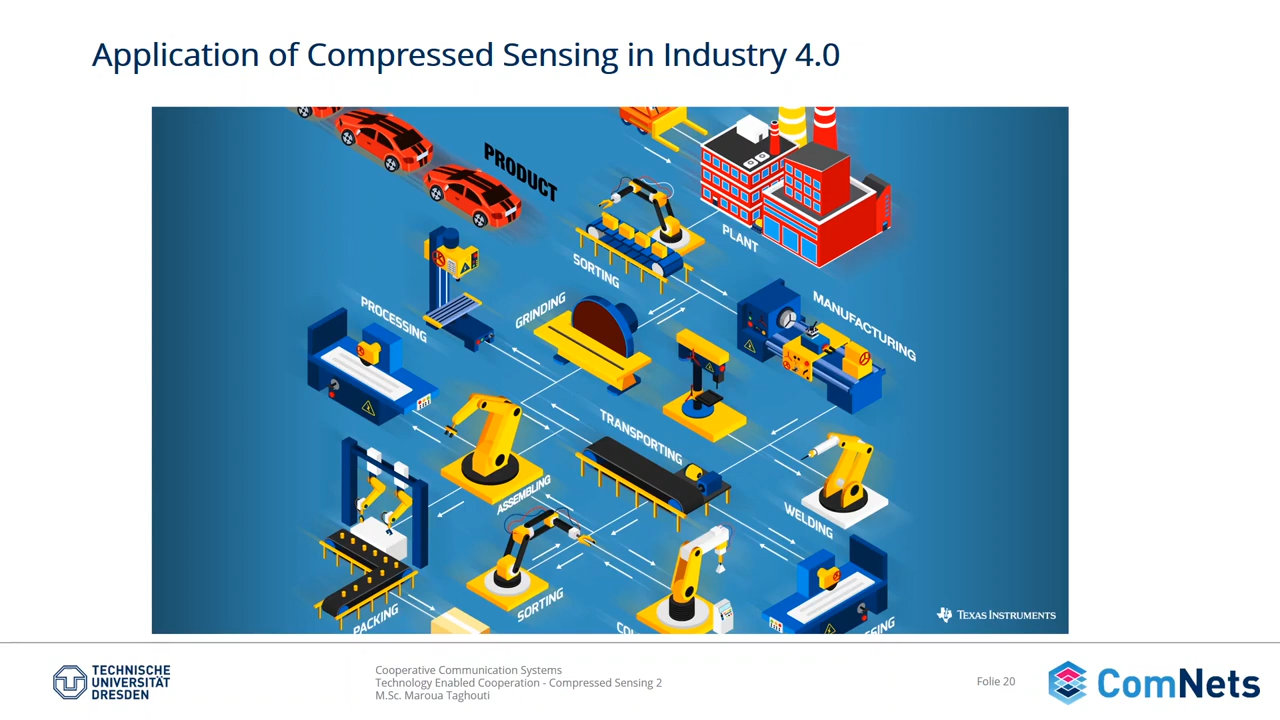 Application of Compressed Sensing in Industry 4.0
PRODUCT
PLANT
SORTING
MANUFACTURING
GRINDING
PROCESSING
TRANSPORTING
ASSEMBLING
WELDING
SORTING
PACKING
TEXAS INSTRUMENTS
TECHNISCHE
UNIVERSITÄT
DRESDEN
Cooperative Communication Systems
Technology Enabled Cooperation - Compressed Sensing 2
M.Sc. Maroua Taghouti
Folie 20
ComNets